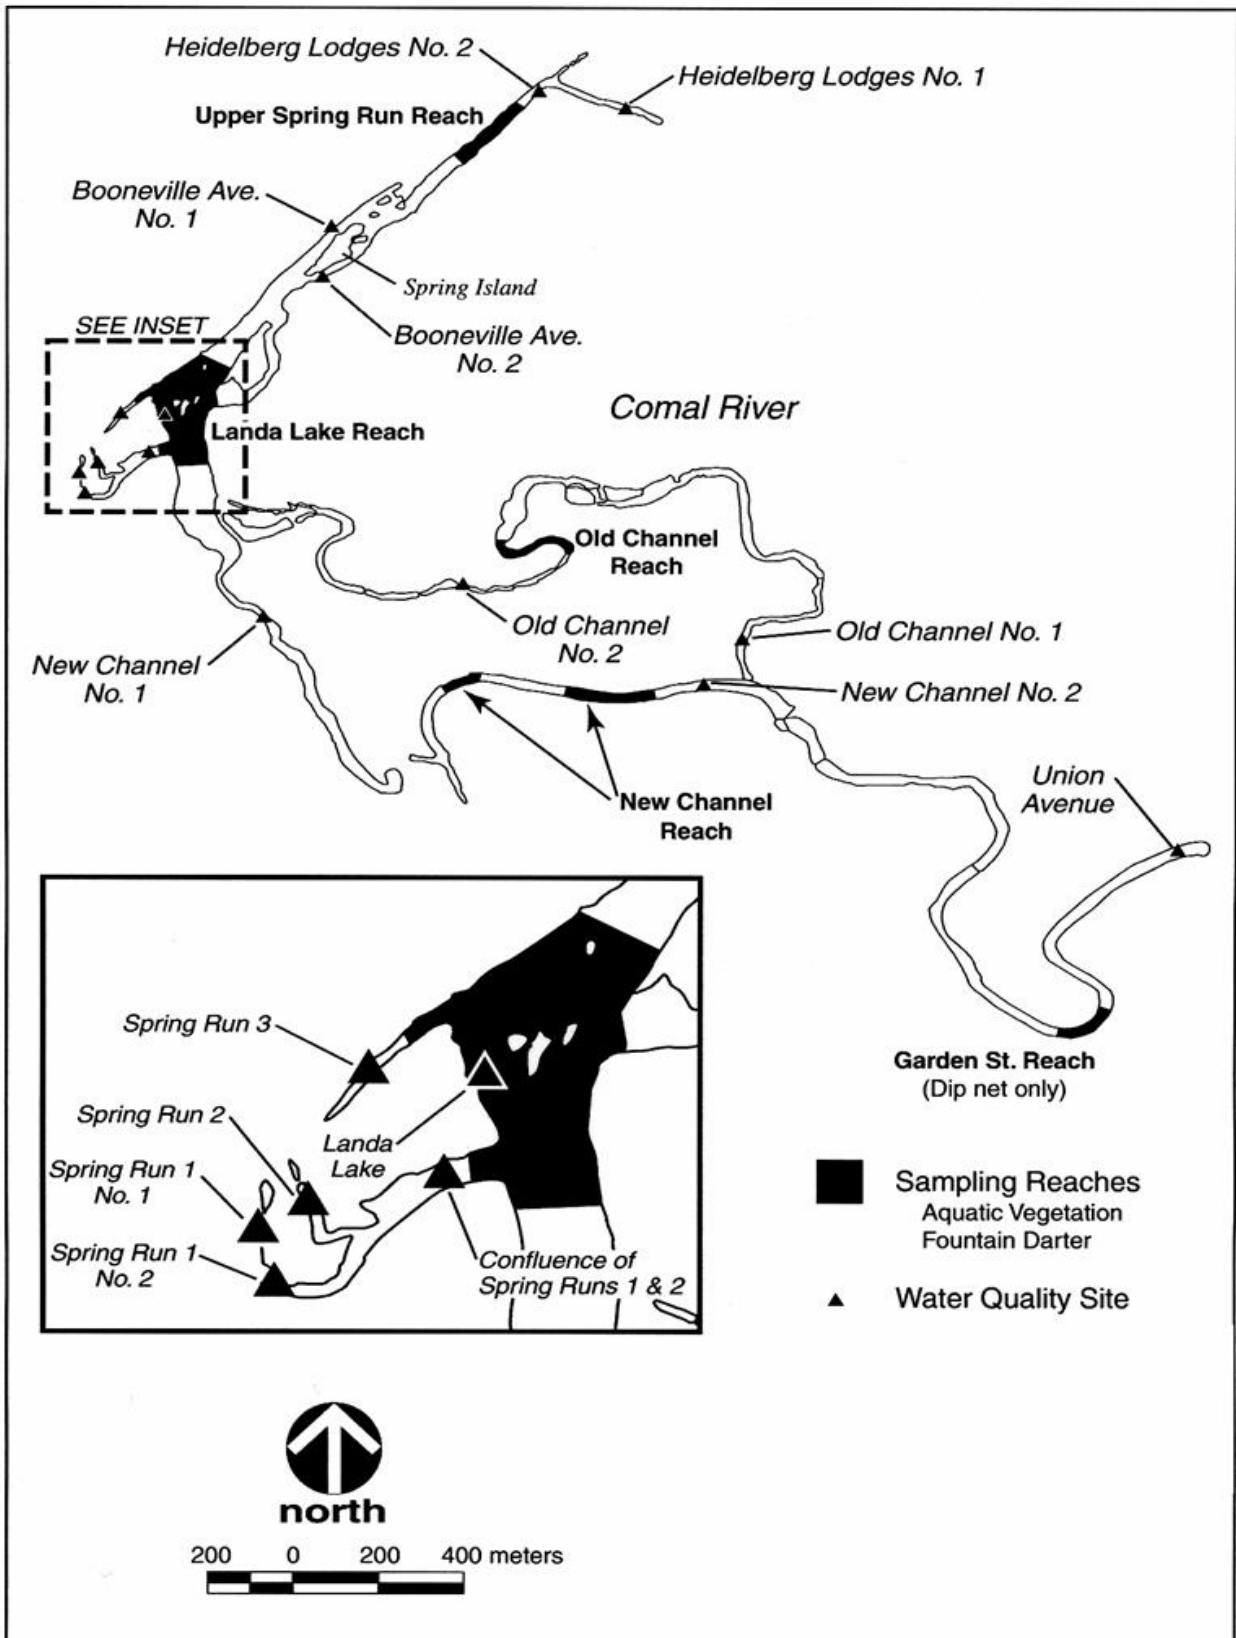 Heidelberg Lodges No. 2
Heidelberg Lodges No. 1
Upper Spring Run Reach
Booneville Ave.
No. 1
Spring Island
SEE INSET
Booneville Ave.
No. 2
Comal River
Landa Lake Reach
Old Channel
Reach
Old Channel
No. 2
Old Channel No. 1
New Channel
No. 1
New Channel No. 2
Union
Avenue
New Channel
Reach
Spring Run 3
Spring Run 2
Landa
Lake
Spring Run 1
No. 1
Spring Run 1
No. 2
Confluence of
Spring Runs 1 & 2
Garden St. Reach
(Dip net only)
Sampling Reaches
Aquatic Vegetation
Fountain Darter
Water Quality Site
north
200 0 200 400 meters